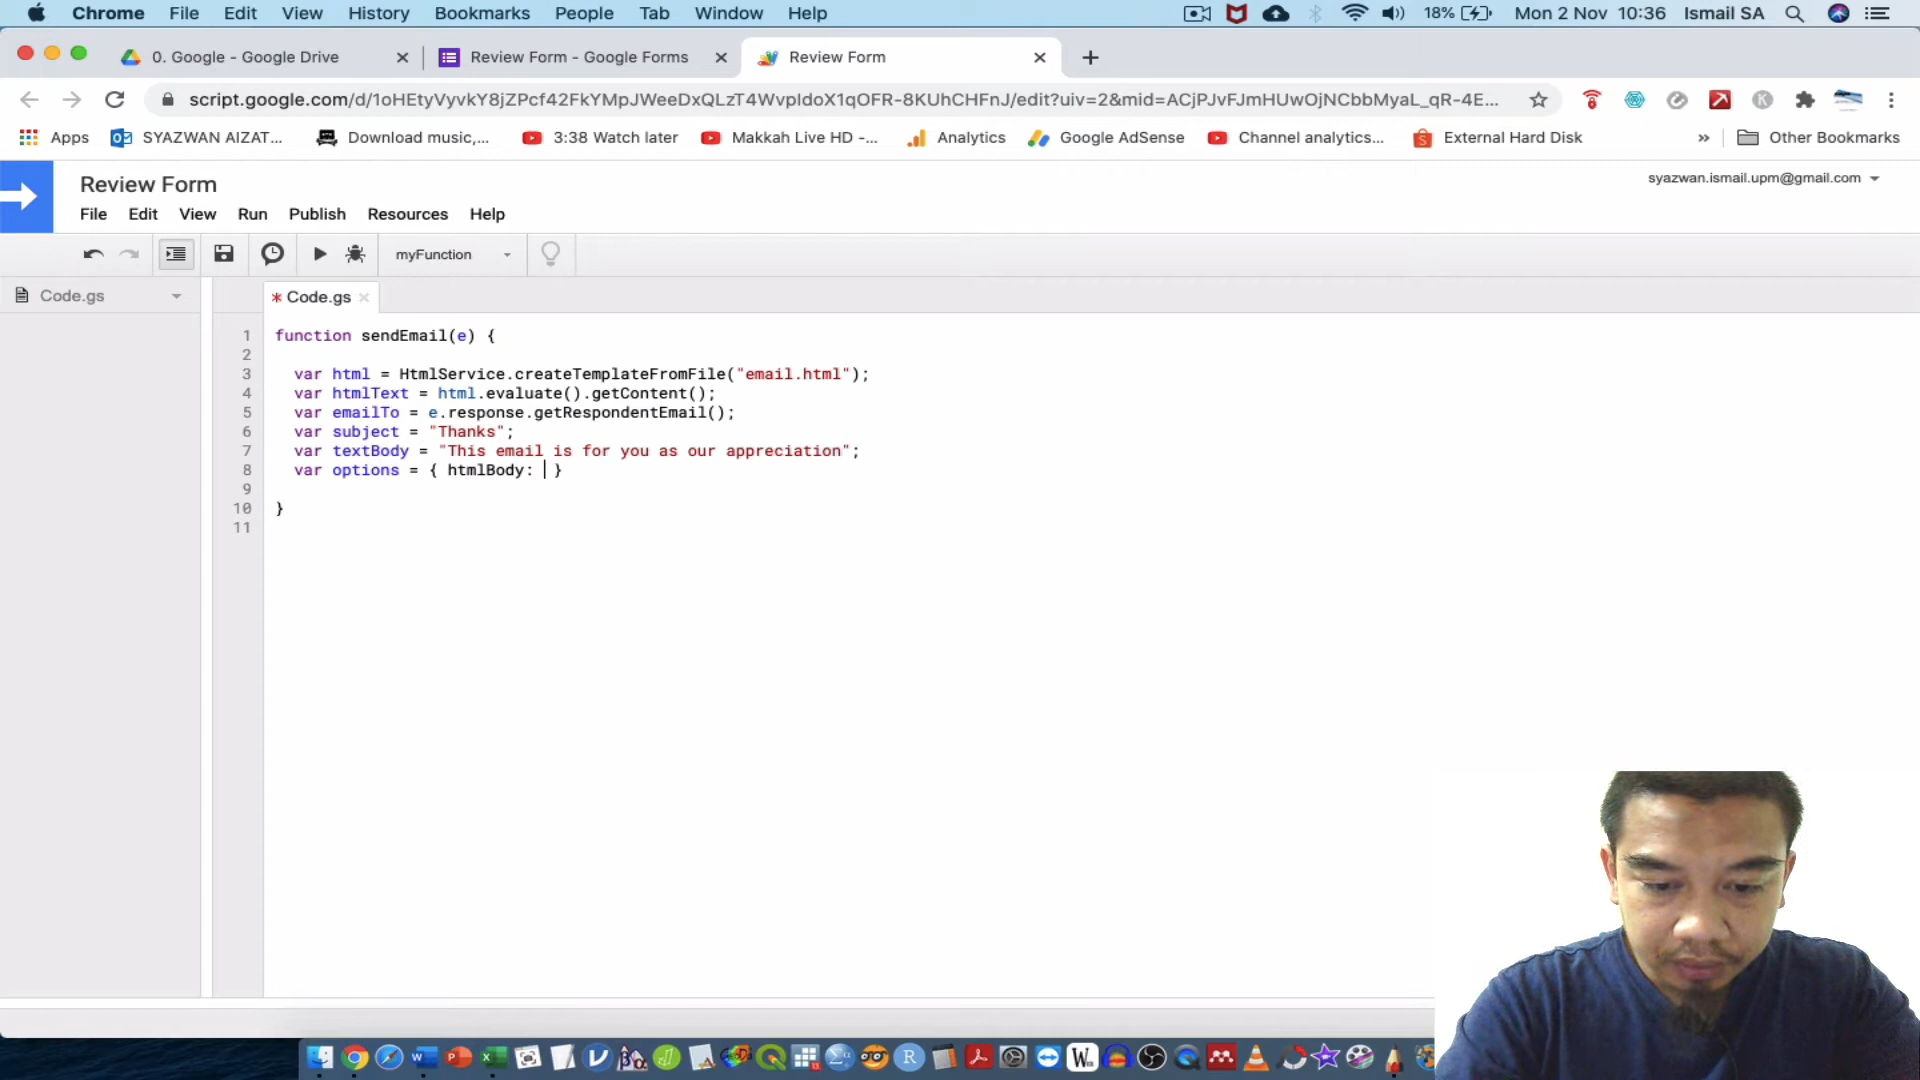 Chrome File Edit View History Bookmarks People Tab Window Help 18% Mon 2 Nov 10:36 Ismail SA
0. Google - Google Drive Review Form - Google Forms Review Form
script.google.com/d/1oHEtyVyvkY8jZPcf42FkYMpJWeeDxQLzT4WvpIdoX1qOFR-8KUhCHFnJ/edit?uiv=2&mid=ACjPJvFJmHUwOjNCbbMyaL_qR-4E...
Apps SYAZWAN AIZAT... Download music,... 3:38 Watch later Makkah Live HD -... Analytics Google AdSense Channel analytics... External Hard Disk » Other Bookmarks
Review Form
syazwan.ismail.upm@gmail.com
File Edit View Run Publish Resources Help
myFunction
Code.gs
* Code.gs
1 function sendEmail(e) {
2
3 var html = HtmlService.createTemplateFromFile("email.html");
4 var htmlText = html.evaluate().getContent();
5 var emailTo = e.response.getRespondentEmail();
6 var subject = "Thanks";
7 var textBody = "This email is for you as our appreciation";
8 var options = { htmlBody: }
9
10 }
11